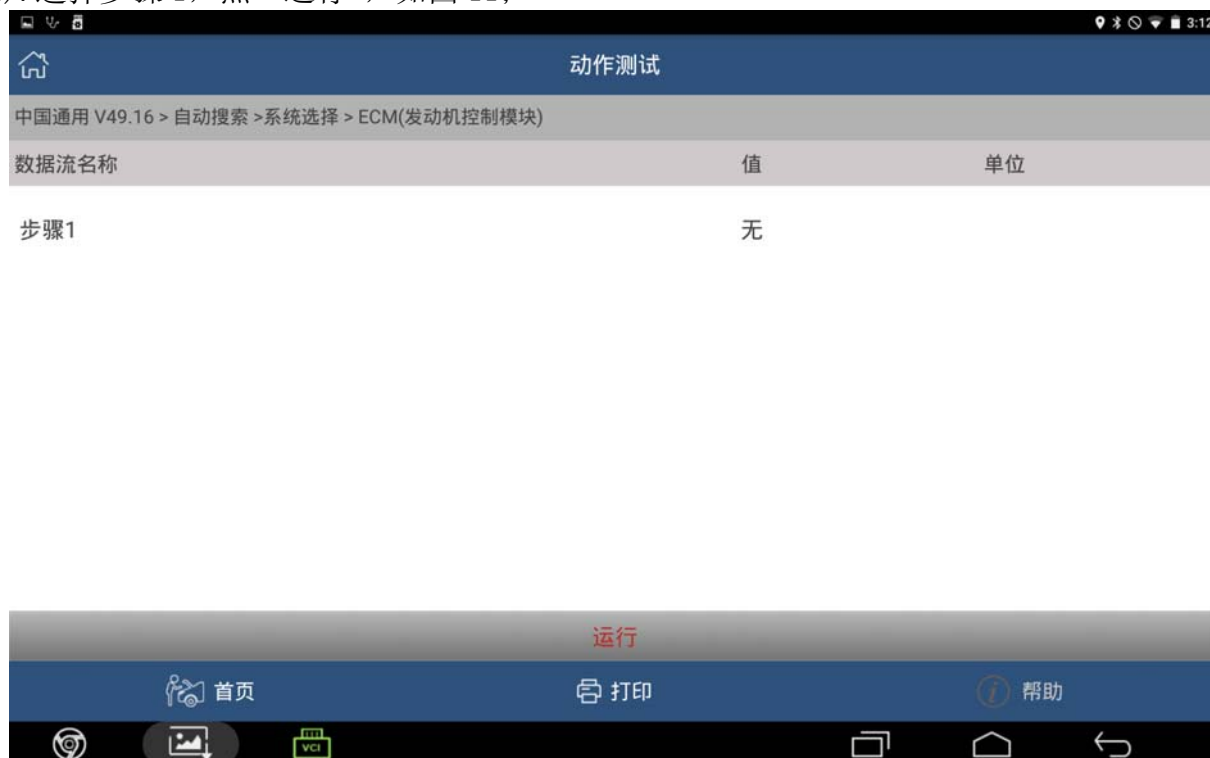 3:12
动作测试
中国通用 V49.16 > 自动搜索 >系统选择 > ECM(发动机控制模块)
数据流名称 值 单位
步骤1 无
运行
首页 打印 帮助
VCI